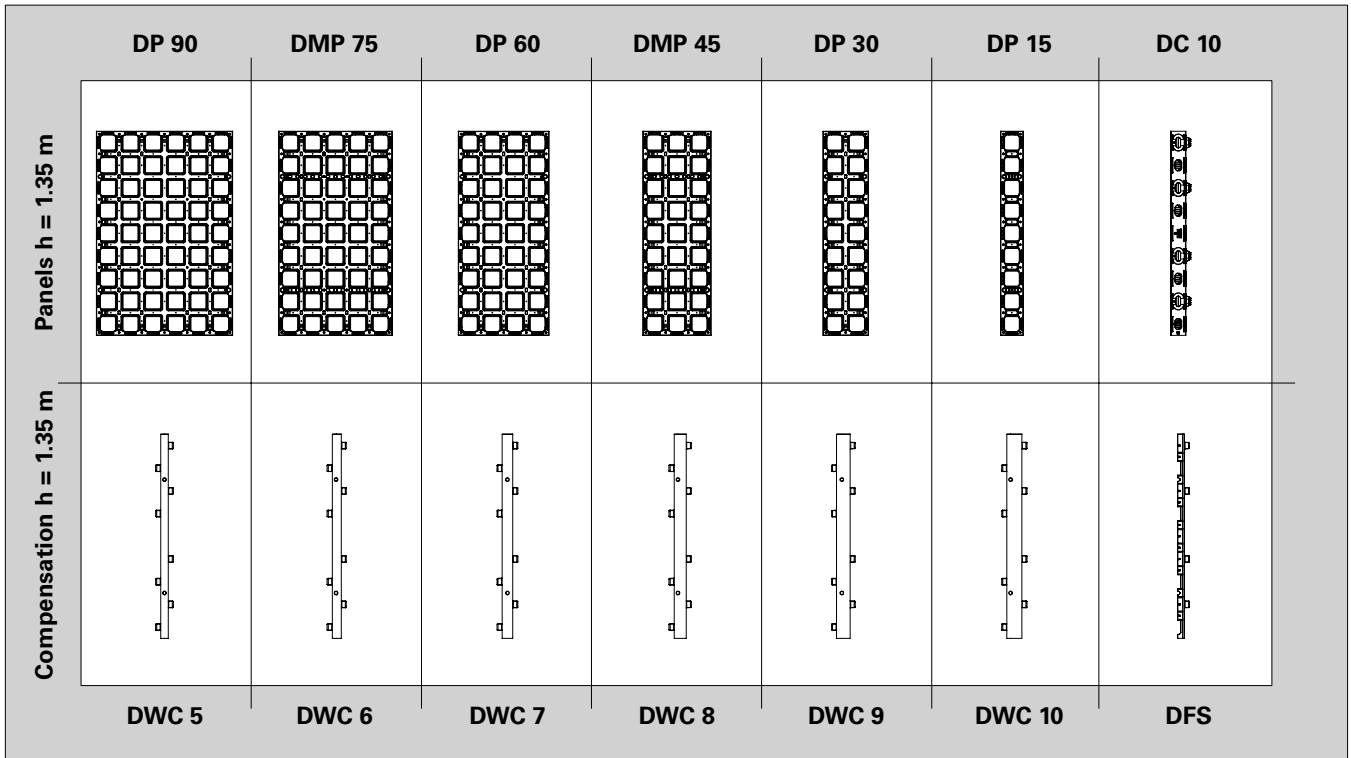 DP 90
DMP 75
DP 60
DMP 45
DP 30
DP 15
DC 10
Panels h = 1.35 m
Compensation h = 1.35 m
DWC 5
DWC 6
DWC 7
DWC 8
DWC 9
DWC 10
DFS